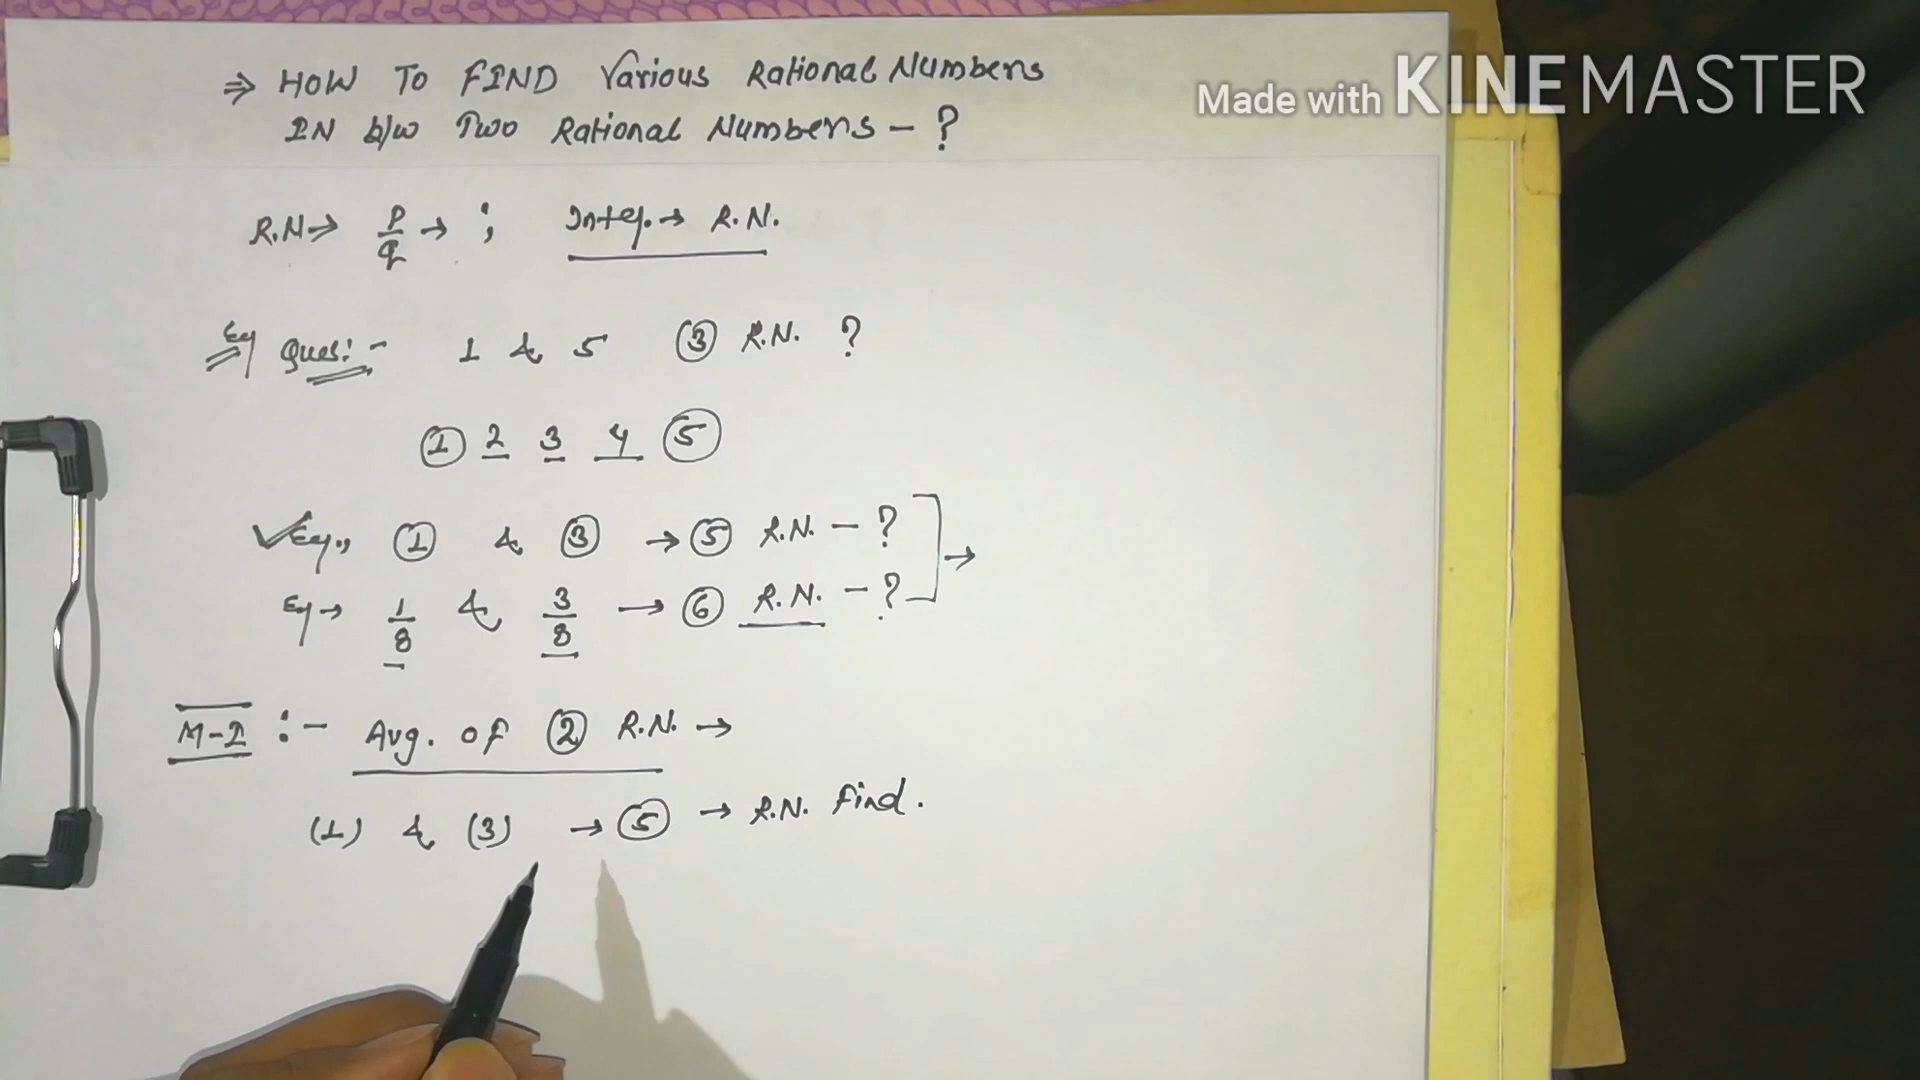 ⇒ HOW TO FIND Various Rational Numbers
IN b/w Two Rational Numbers - ?
Made with KINEMASTER
R.N → p/q → ; Integ. → R.N.
Eg Ques:- 1 & 5 ③ R.N. ?
① 2 3 4 ⑤
✓Eg., ① & ③ → ⑤ R.N. - ?
Eg → 1/8 & 3/8 → ⑥ R.N. - ? →
M-I :- Avg. of ② R.N. →
(1) & (3) → ⑤ → R.N. find.